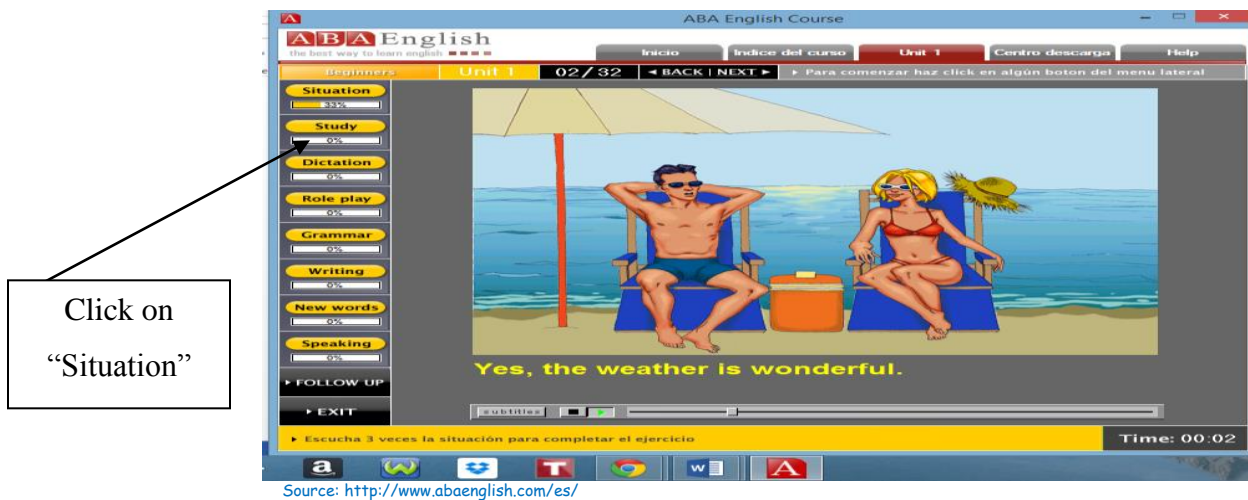 ABA English Course
ABA English
the best way to learn english
Inicio Indice del curso Unit 1 Centro descarga Help
Beginners Unit 1 02/32 ◄ BACK | NEXT ► ▸ Para comenzar haz click en algún boton del menu lateral
Situation
33%
Study
0%
Dictation
0%
Role play
0%
Grammar
0%
Writing
0%
New words
0%
Speaking
0%
▸ FOLLOW UP
▸ EXIT
Click on
“Situation”
Yes, the weather is wonderful.
subtitles
▸ Escucha 3 veces la situación para completar el ejercicio
Time: 00:02
Source: http://www.abaenglish.com/es/